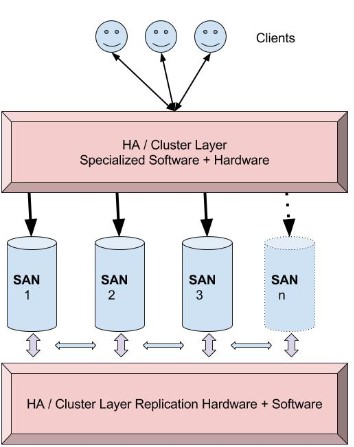 Clients
HA / Cluster Layer
Specialized Software + Hardware
SAN
1
SAN
2
SAN
3
SAN
n
HA / Cluster Layer Replication Hardware + Software